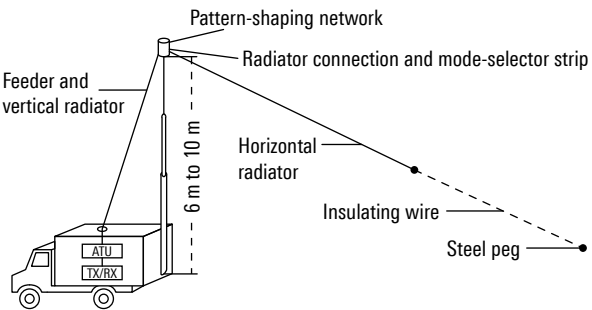 Pattern-shaping network
Radiator connection and mode-selector strip
Feeder and
vertical radiator
6 m to 10 m
Horizontal
radiator
Insulating wire
Steel peg
ATU
TX/RX